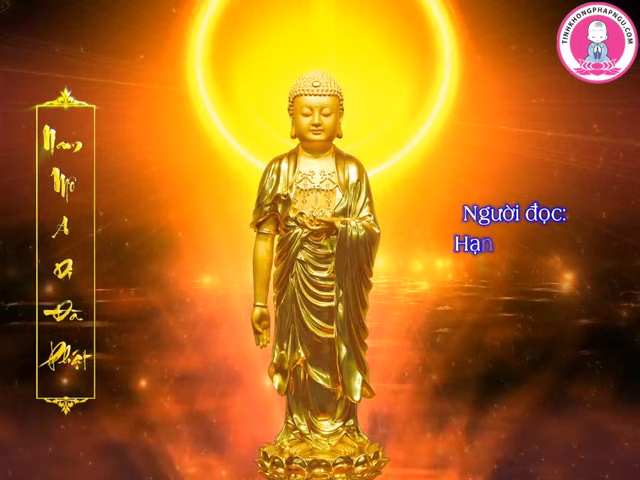 Nam
Mô
A
Di
Đà
Phật
TINHKHONGPHAPNGU.COM
Người đọc:
Hạn